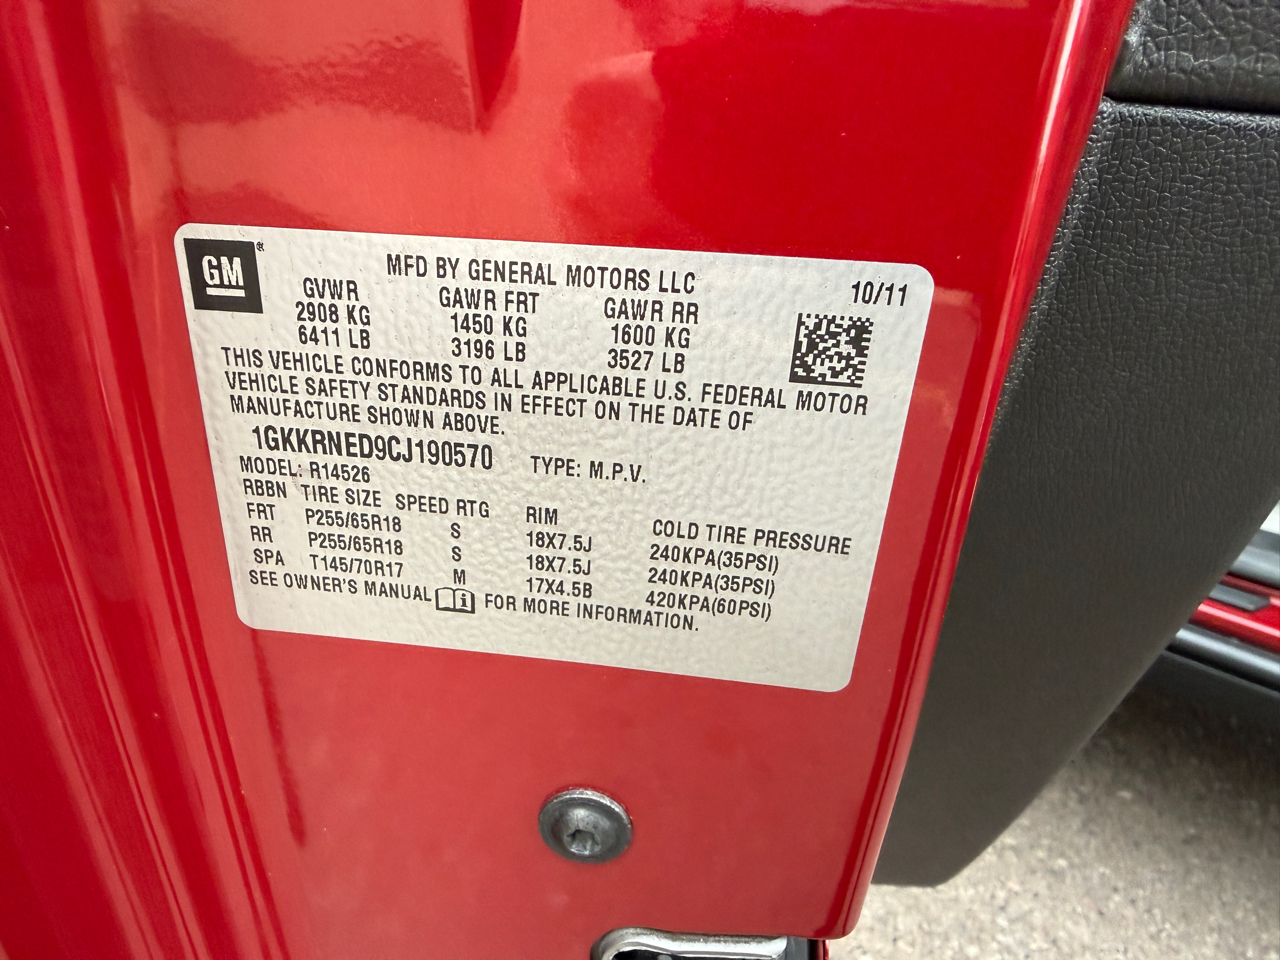 GM
MFD BY GENERAL MOTORS LLC 10/11
GVWR GAWR FRT GAWR RR
2908 KG 1450 KG 1600 KG
6411 LB 3196 LB 3527 LB
THIS VEHICLE CONFORMS TO ALL APPLICABLE U.S. FEDERAL MOTOR
VEHICLE SAFETY STANDARDS IN EFFECT ON THE DATE OF
MANUFACTURE SHOWN ABOVE.
1GKKRNED9CJ190570 TYPE: M.P.V.
MODEL: R14526
RBBN TIRE SIZE SPEED RTG RIM COLD TIRE PRESSURE
FRT P255/65R18 S 18X7.5J 240KPA(35PSI)
RR P255/65R18 S 18X7.5J 240KPA(35PSI)
SPA T145/70R17 M 17X4.5B 420KPA(60PSI)
SEE OWNER'S MANUAL i FOR MORE INFORMATION.